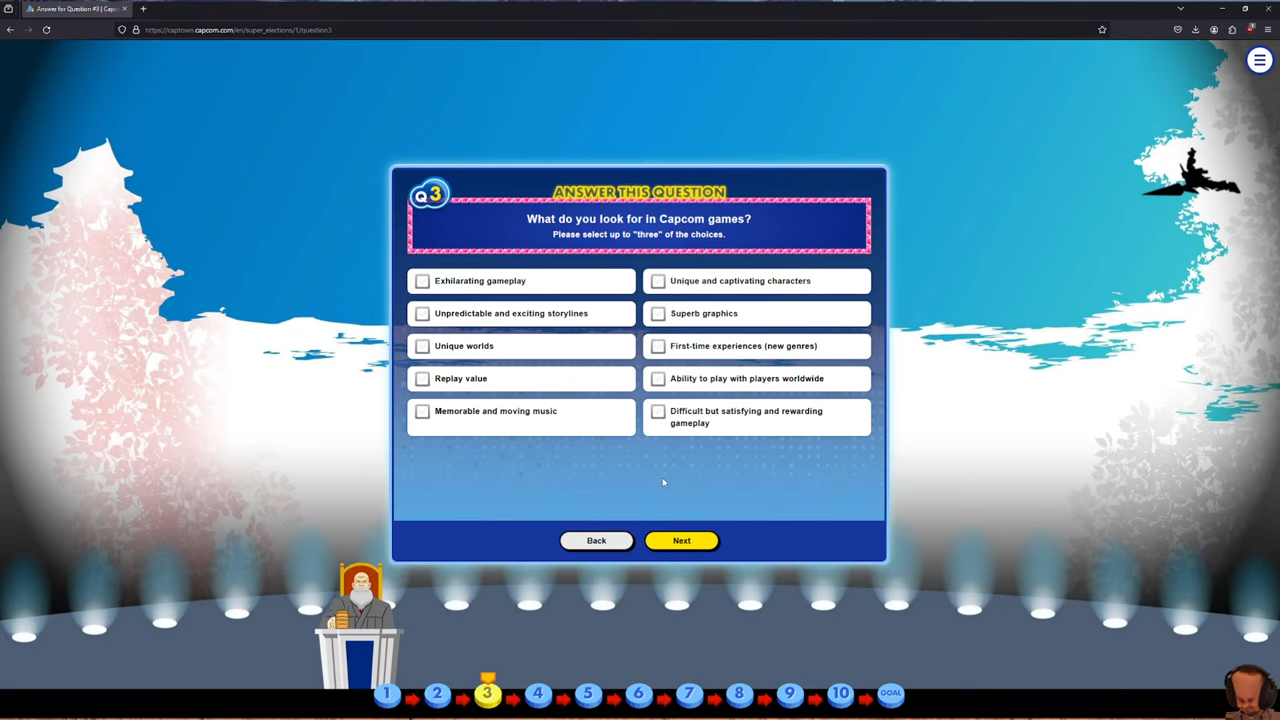 Answer for Question #3 | Capc
https://captown.capcom.com/en/super_elections/1/question3
Q3
ANSWER THIS QUESTION
What do you look for in Capcom games?
Please select up to "three" of the choices.
Exhilarating gameplay
Unique and captivating characters
Unpredictable and exciting storylines
Superb graphics
Unique worlds
First-time experiences (new genres)
Replay value
Ability to play with players worldwide
Memorable and moving music
Difficult but satisfying and rewarding
gameplay
Back
Next
1 2 3 4 5 6 7 8 9 10 GOAL